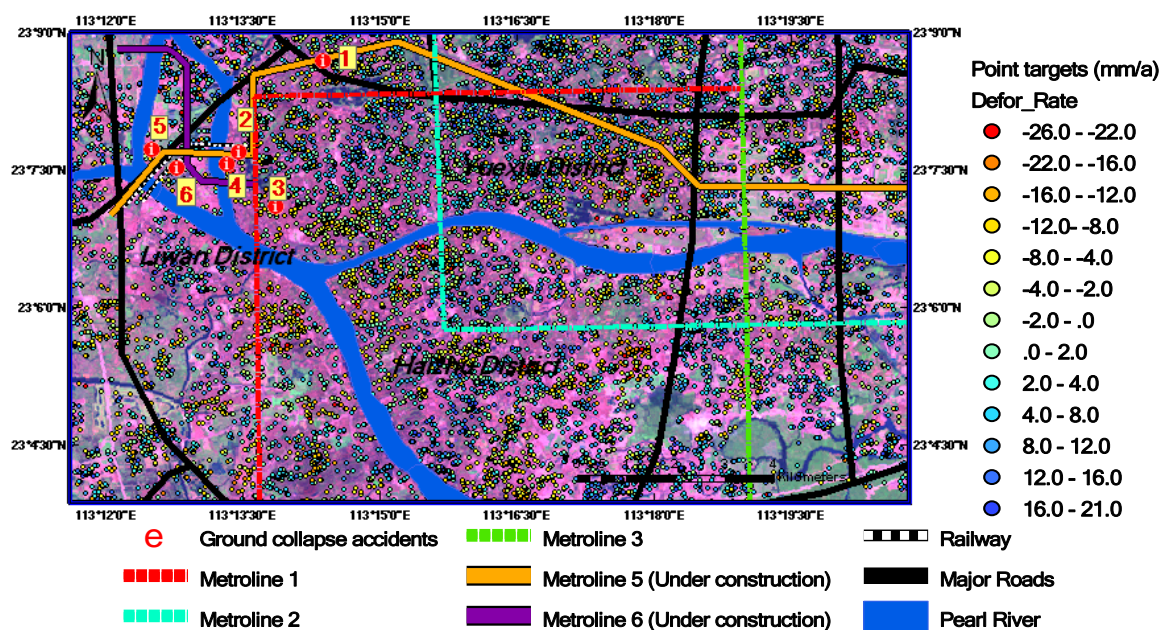 113°12'0"E 113°13'30"E 113°15'0"E 113°16'30"E 113°18'0"E 113°19'30"E
23°9'0"N 23°9'0"N
N
1
2
5
23°7'30"N Yuexiu District 23°7'30"N
6 4 3
Liwan District
23°6'0"N 23°6'0"N
Haizhu District
23°4'30"N 23°4'30"N
Kilometers
113°12'0"E 113°13'30"E 113°15'0"E 113°16'30"E 113°18'0"E 113°19'30"E
Point targets (mm/a)
Defor_Rate
-26.0 - -22.0
-22.0 - -16.0
-16.0 - -12.0
-12.0 - -8.0
-8.0 - -4.0
-4.0 - -2.0
-2.0 - .0
.0 - 2.0
2.0 - 4.0
4.0 - 8.0
8.0 - 12.0
12.0 - 16.0
16.0 - 21.0
e Ground collapse accidents Metroline 3 Railway
Metroline 1 Metroline 5 (Under construction) Major Roads
Metroline 2 Metroline 6 (Under construction) Pearl River